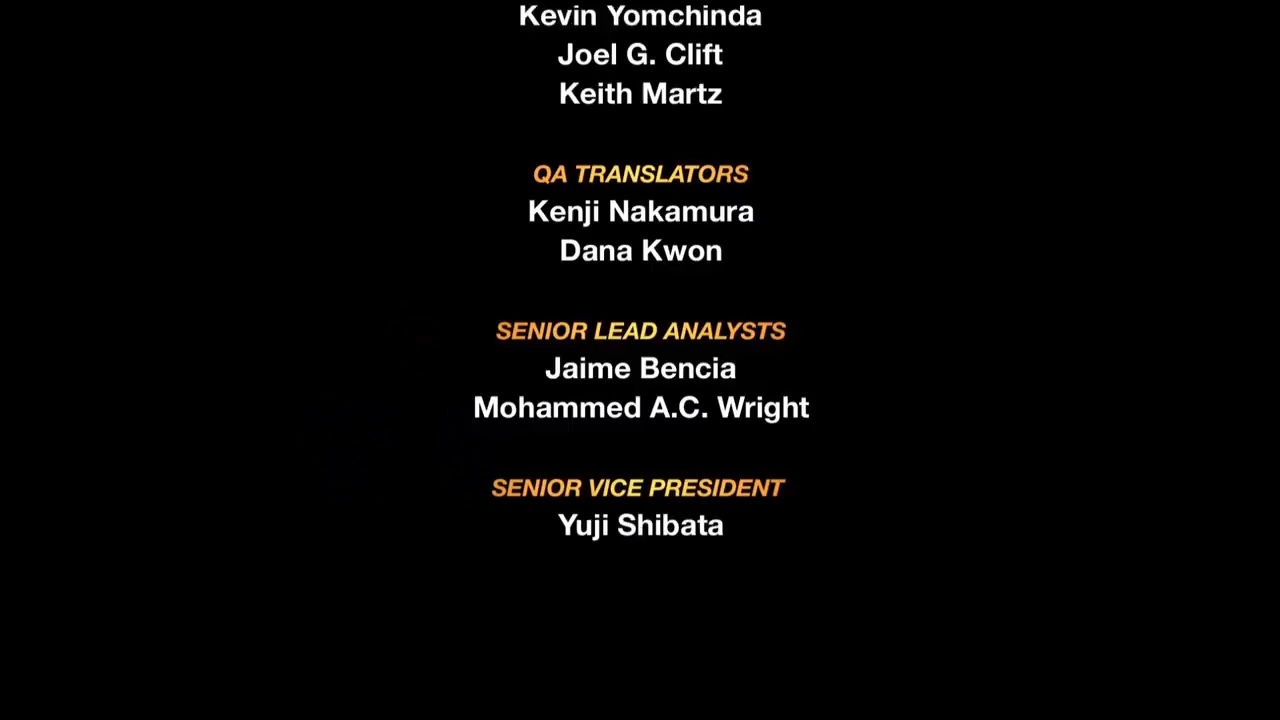 Kevin Yomchinda
Joel G. Clift
Keith Martz
QA TRANSLATORS
Kenji Nakamura
Dana Kwon
SENIOR LEAD ANALYSTS
Jaime Bencia
Mohammed A.C. Wright
SENIOR VICE PRESIDENT
Yuji Shibata